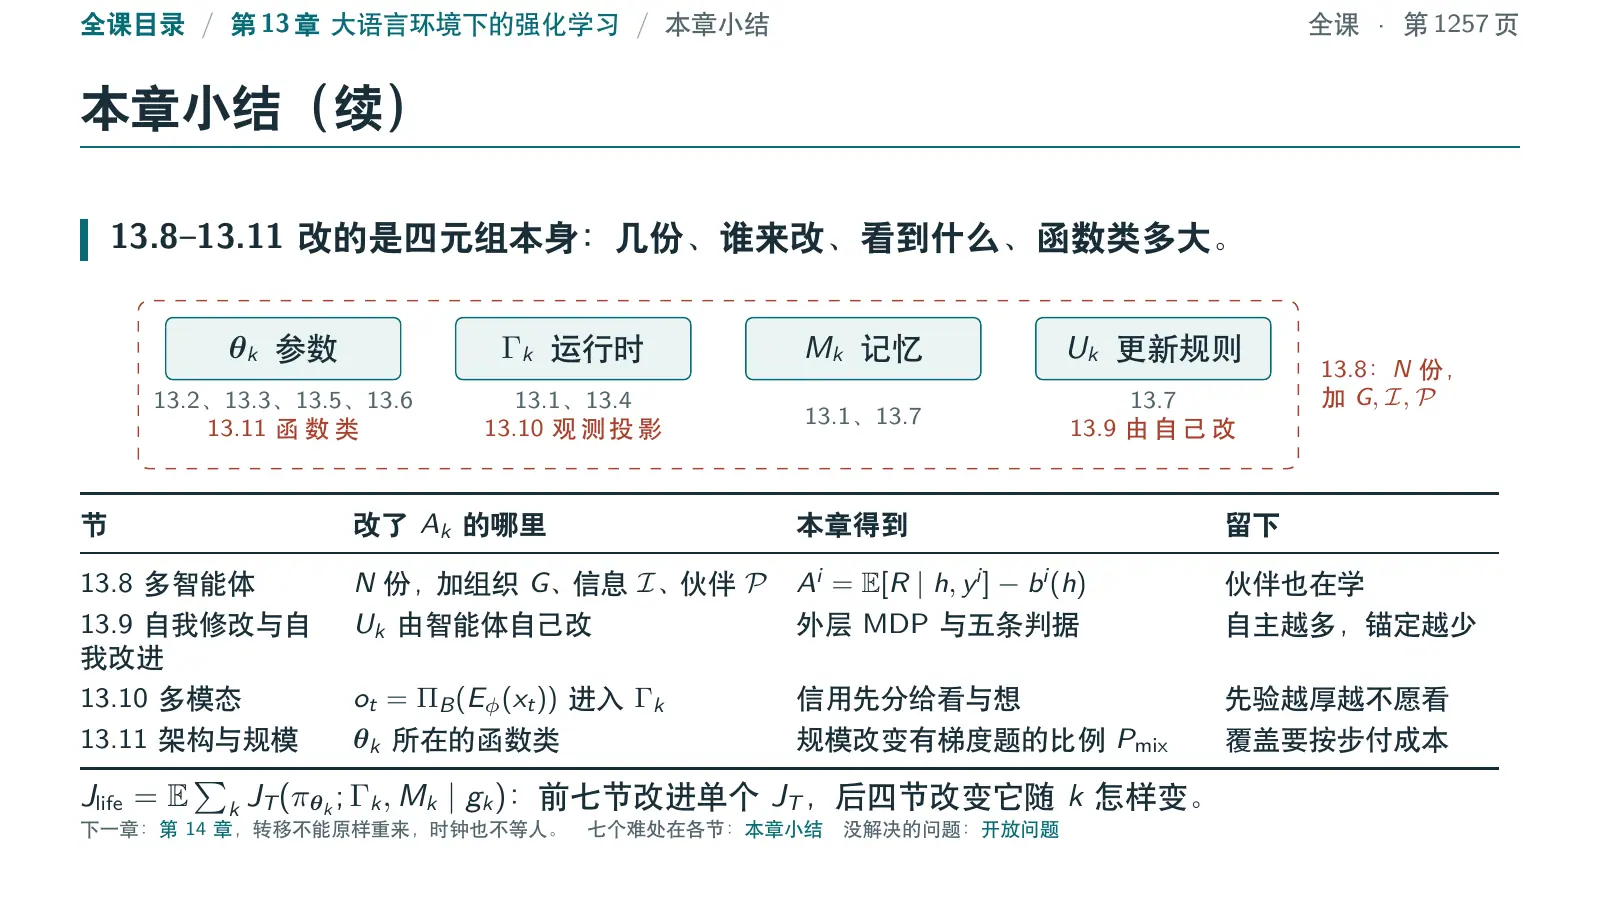 全课目录 / 第 13 章 大语言环境下的强化学习 / 本章小结
全课 · 第 1257 页
本章小结（续）
13.8–13.11 改的是四元组本身：几份、谁来改、看到什么、函数类多大。
θ_k 参数
Γ_k 运行时
M_k 记忆
U_k 更新规则
13.2、13.3、13.5、13.6
13.11 函数类
13.1、13.4
13.10 观测投影
13.1、13.7
13.7
13.9 由自己改
13.8：N 份，
加 G, ℐ, 𝒫
节 改了 A_k 的哪里 本章得到 留下
13.8 多智能体 N 份，加组织 G、信息 ℐ、伙伴 𝒫 A^i = 𝔼[R | h, y^i] − b^i(h) 伙伴也在学
13.9 自我修改与自 U_k 由智能体自己改 外层 MDP 与五条判据 自主越多，锚定越少
我改进
13.10 多模态 o_t = Π_B(E_ϕ(x_t)) 进入 Γ_k 信用先分给看与想 先验越厚越不愿看
13.11 架构与规模 θ_k 所在的函数类 规模改变有梯度题的比例 P_mix 覆盖要按步付成本
J_life = 𝔼 ∑_k J_T(π_θ_k; Γ_k, M_k | g_k)：前七节改进单个 J_T，后四节改变它随 k 怎样变。
下一章：第 14 章，转移不能原样重来，时钟也不等人。 七个难处在各节：本章小结 没解决的问题：开放问题